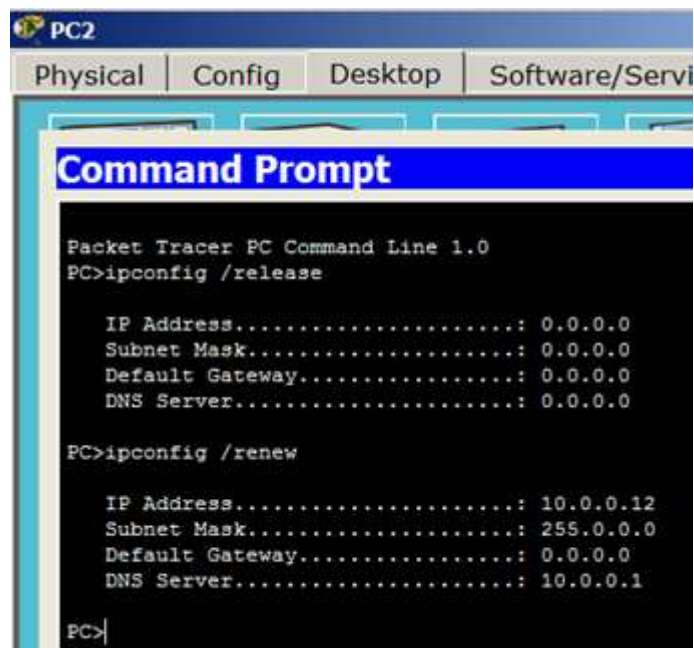 PC2
Physical Config Desktop Software/Servi
Command Prompt
Packet Tracer PC Command Line 1.0
PC>ipconfig /release
IP Address......................: 0.0.0.0
Subnet Mask.....................: 0.0.0.0
Default Gateway.................: 0.0.0.0
DNS Server......................: 0.0.0.0
PC>ipconfig /renew
IP Address......................: 10.0.0.12
Subnet Mask.....................: 255.0.0.0
Default Gateway.................: 0.0.0.0
DNS Server......................: 10.0.0.1
PC>